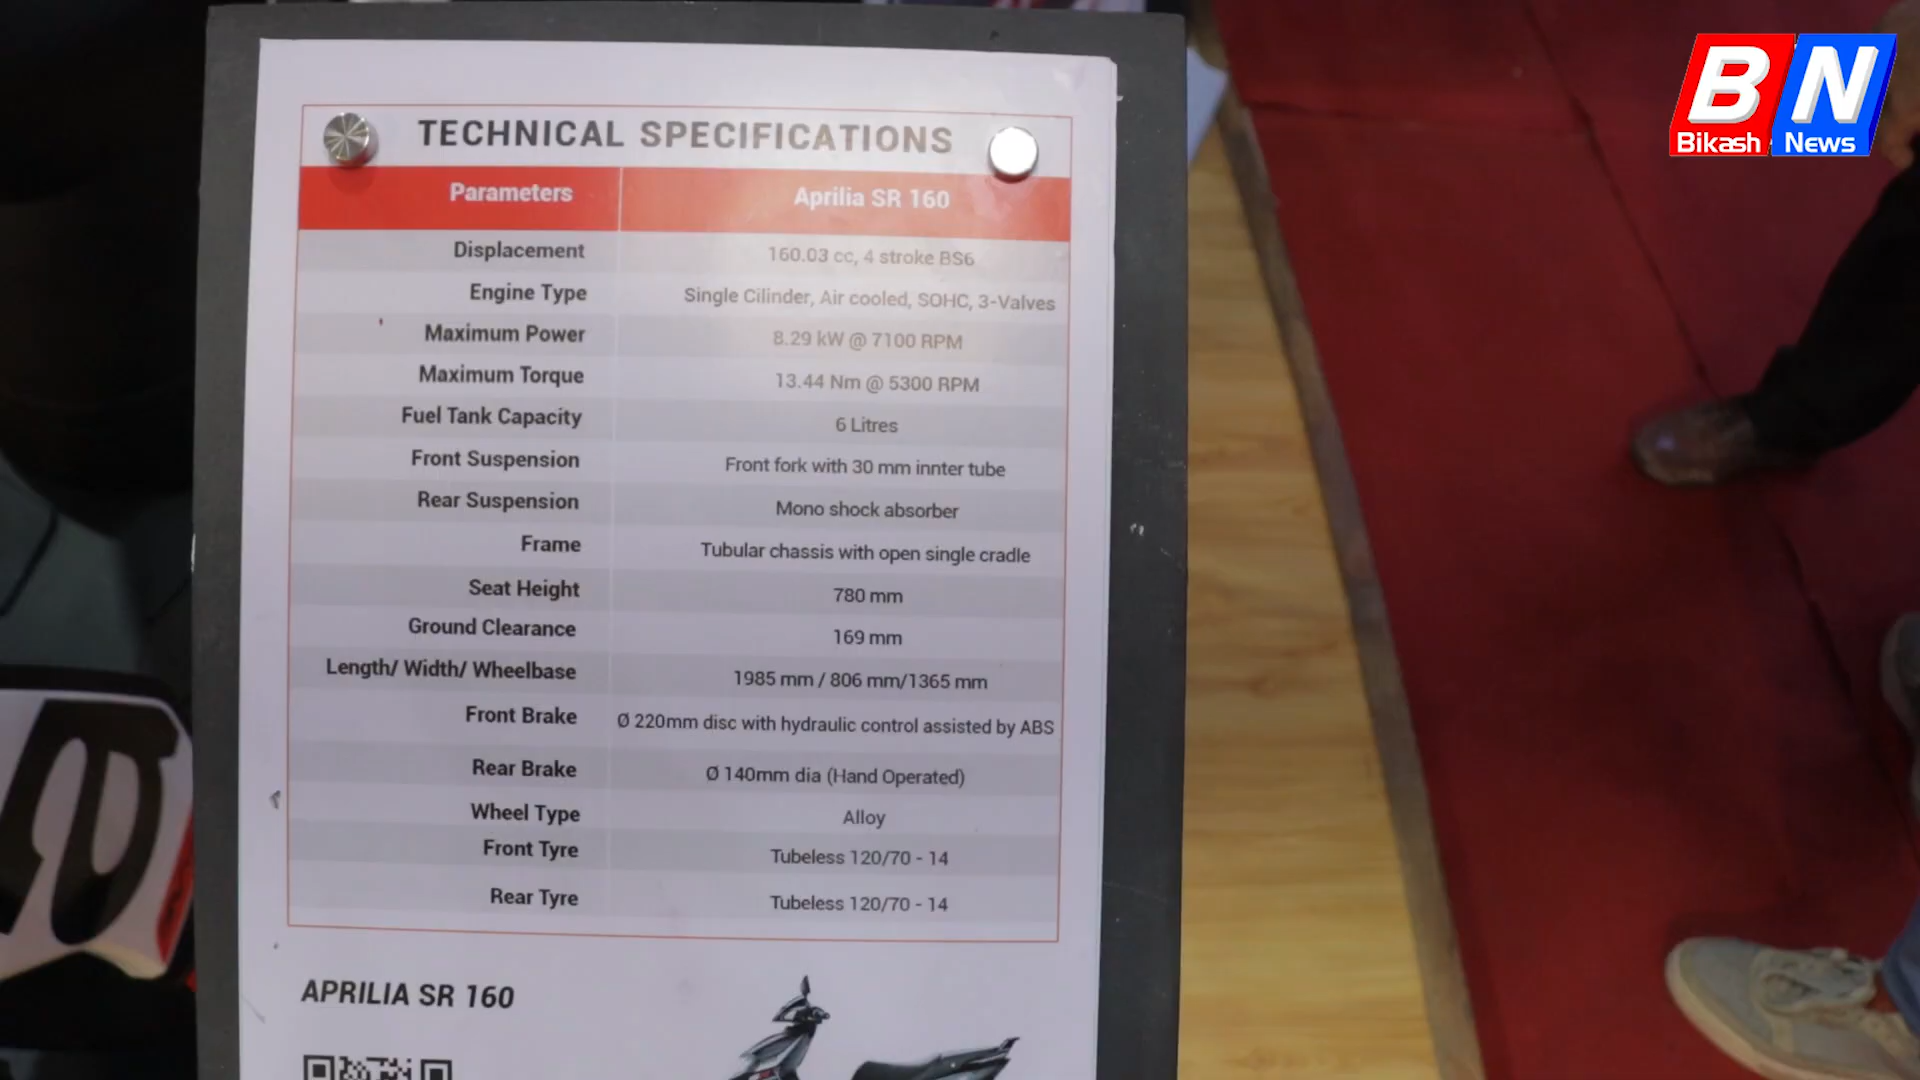 BN
Bikash News
TECHNICAL SPECIFICATIONS
Parameters Aprilia SR 160
Displacement 160.03 cc, 4 stroke BS6
Engine Type Single Cilinder, Air cooled, SOHC, 3-Valves
Maximum Power 8.29 kW @ 7100 RPM
Maximum Torque 13.44 Nm @ 5300 RPM
Fuel Tank Capacity 6 Litres
Front Suspension Front fork with 30 mm innter tube
Rear Suspension Mono shock absorber
Frame Tubular chassis with open single cradle
Seat Height 780 mm
Ground Clearance 169 mm
Length/ Width/ Wheelbase 1985 mm / 806 mm/1365 mm
Front Brake Ø 220mm disc with hydraulic control assisted by ABS
Rear Brake Ø 140mm dia (Hand Operated)
Wheel Type Alloy
Front Tyre Tubeless 120/70 - 14
Rear Tyre Tubeless 120/70 - 14
APRILIA SR 160